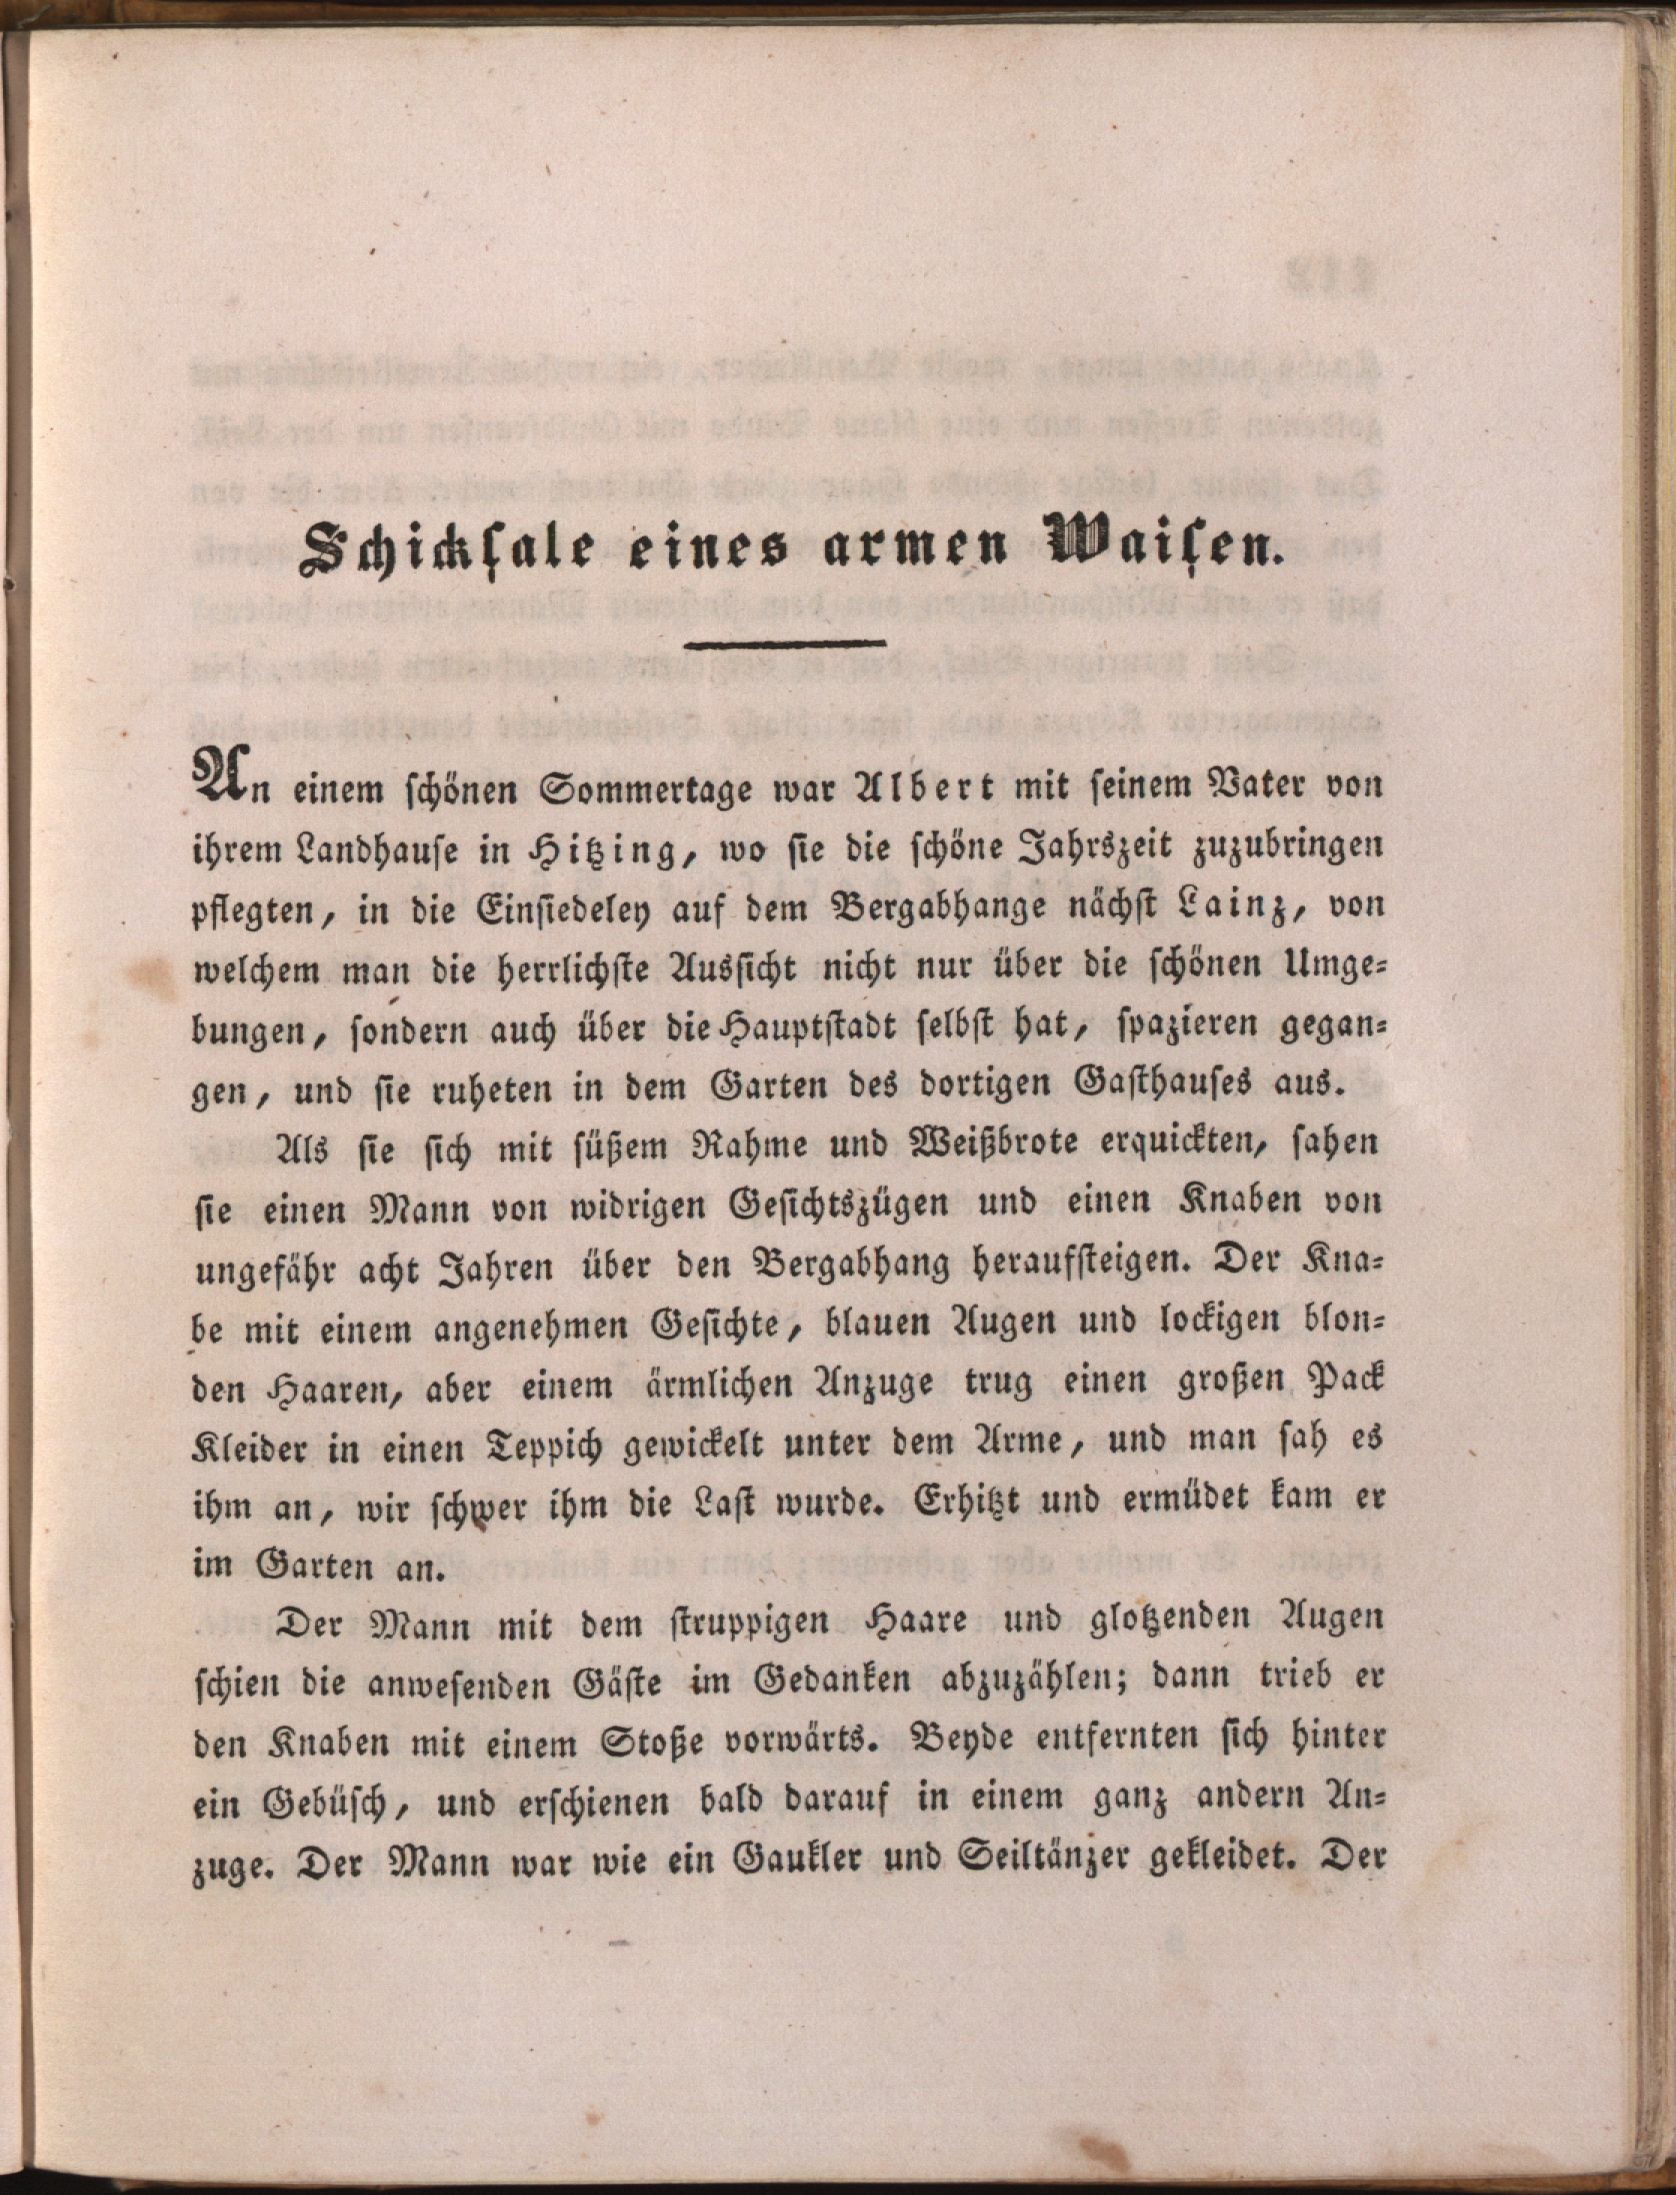 Schickſale eines armen Waiſen.
An einem ſchönen Sommertage war Albert mit ſeinem Vater von
ihrem Landhauſe in Hitzing, wo ſie die ſchöne Jahrszeit zuzubringen
pflegten, in die Einſiedeley auf dem Bergabhange nächſt Lainz, von
welchem man die herrlichſte Ausſicht nicht nur über die ſchönen Umge⸗
bungen, ſondern auch über die Hauptſtadt ſelbſt hat, ſpazieren gegan⸗
gen, und ſie ruheten in dem Garten des dortigen Gaſthauſes aus.
Als ſie ſich mit ſüßem Rahme und Weißbrote erquickten, ſahen
ſie einen Mann von widrigen Geſichtszügen und einen Knaben von
ungefähr acht Jahren über den Bergabhang heraufſteigen. Der Kna⸗
be mit einem angenehmen Geſichte, blauen Augen und lockigen blon⸗
den Haaren, aber einem ärmlichen Anzuge trug einen großen Pack
Kleider in einen Teppich gewickelt unter dem Arme, und man ſah es
ihm an, wir ſchwer ihm die Laſt wurde. Erhitzt und ermüdet kam er
im Garten an.
Der Mann mit dem ſtruppigen Haare und glotzenden Augen
ſchien die anweſenden Gäſte im Gedanken abzuzählen; dann trieb er
den Knaben mit einem Stoße vorwärts. Beyde entfernten ſich hinter
ein Gebüſch, und erſchienen bald darauf in einem ganz andern An⸗
zuge. Der Mann war wie ein Gaukler und Seiltänzer gekleidet. Der